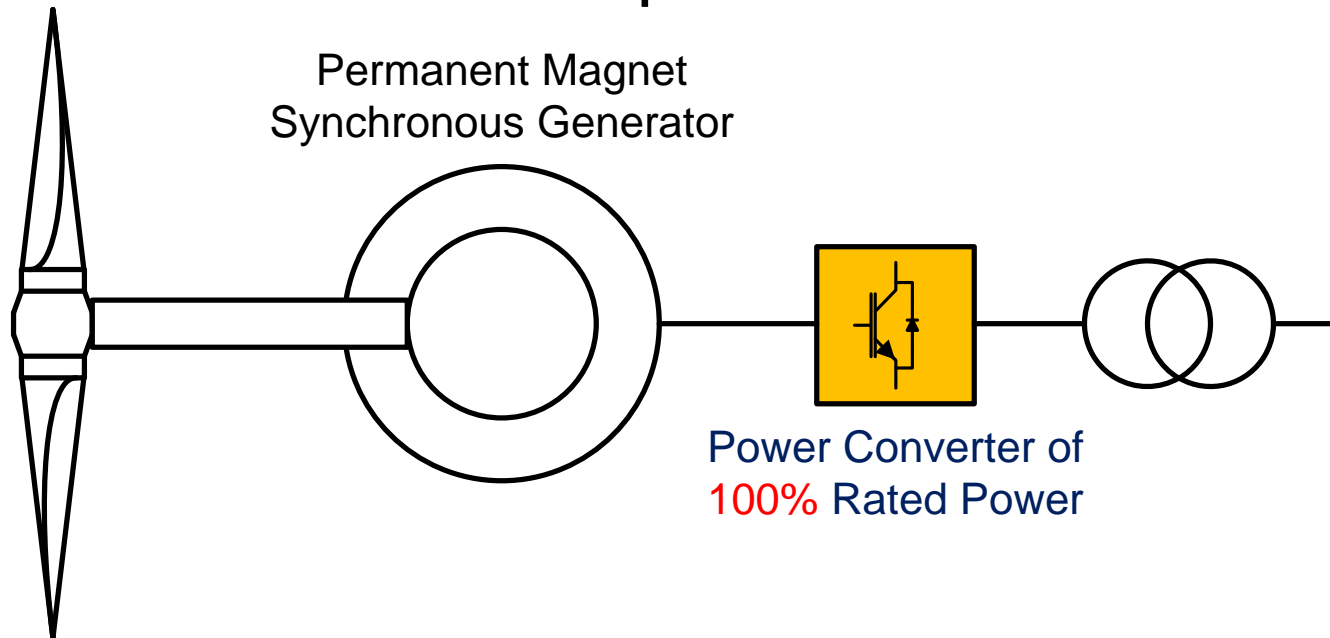 Permanent Magnet
Synchronous Generator
Power Converter of
100% Rated Power